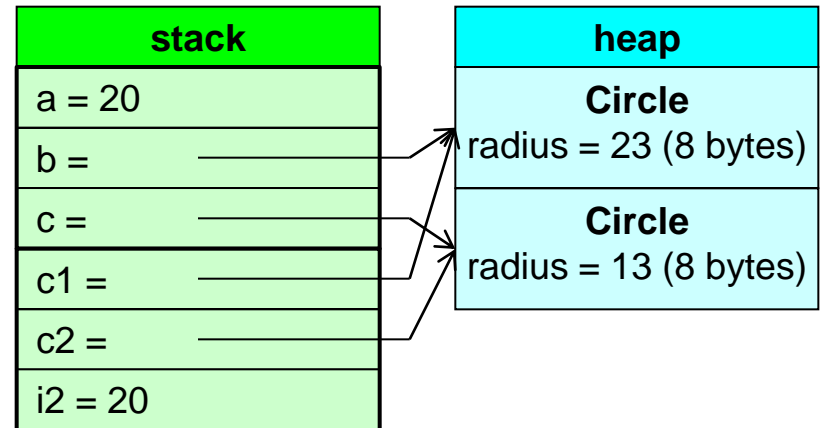 stack
a = 20
b =
c =
c1 =
c2 =
i2 = 20
heap
Circle
radius = 23 (8 bytes)
Circle
radius = 13 (8 bytes)